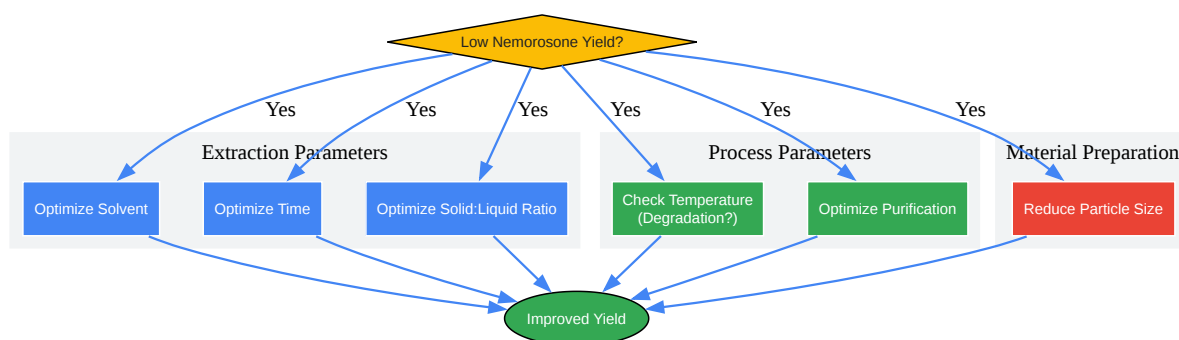 Low Nemorosone Yield?
Yes
Yes
Yes
Yes
Yes
Yes
Extraction Parameters
Process Parameters
Material Preparation
Optimize Solvent
Optimize Time
Optimize Solid:Liquid Ratio
Check Temperature
(Degradation?)
Optimize Purification
Reduce Particle Size
Improved Yield